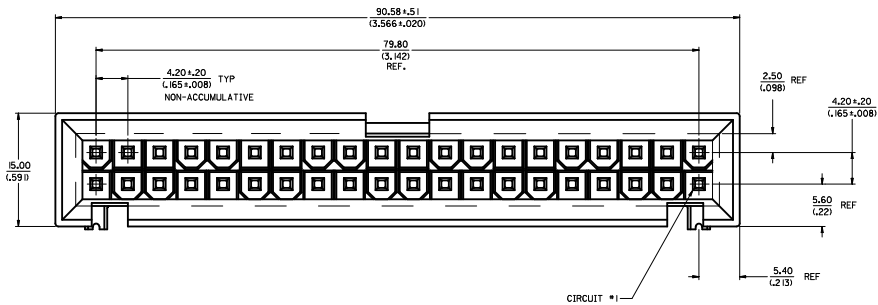 90.58±.51
(3.566±.020)
79.80
(3.142)
REF.
4.20±.20 TYP
(.165±.008)
NON-ACCUMULATIVE
2.50 REF
(.098)
4.20±.20
(.165±.008)
15.00
(.591)
5.60 REF
(.22)
5.40 REF
(.213)
CIRCUIT #1